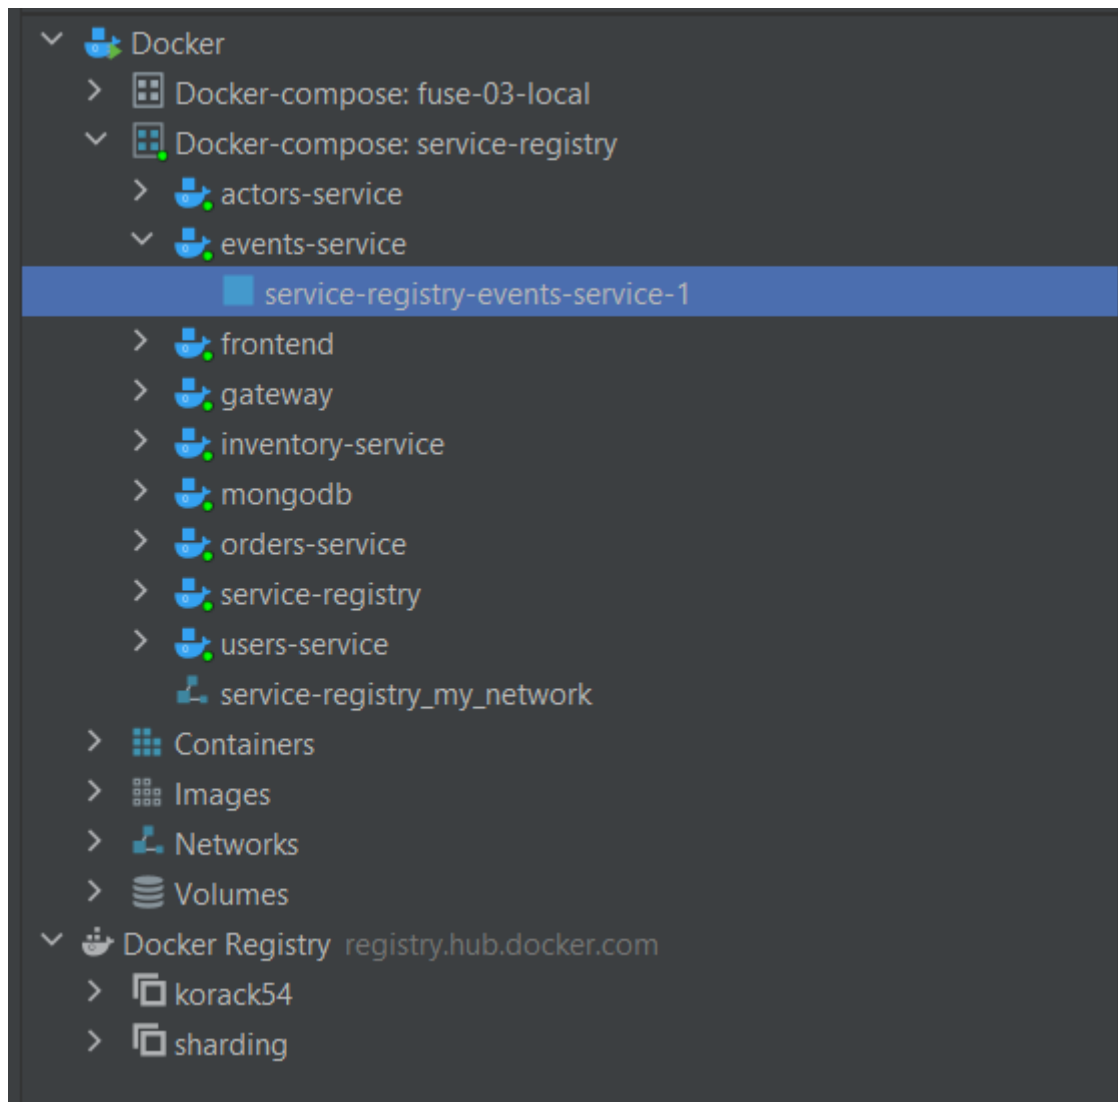 Docker
Docker-compose: fuse-03-local
Docker-compose: service-registry
actors-service
events-service
service-registry-events-service-1
frontend
gateway
inventory-service
mongodb
orders-service
service-registry
users-service
service-registry_my_network
Containers
Images
Networks
Volumes
Docker Registry registry.hub.docker.com
korack54
sharding